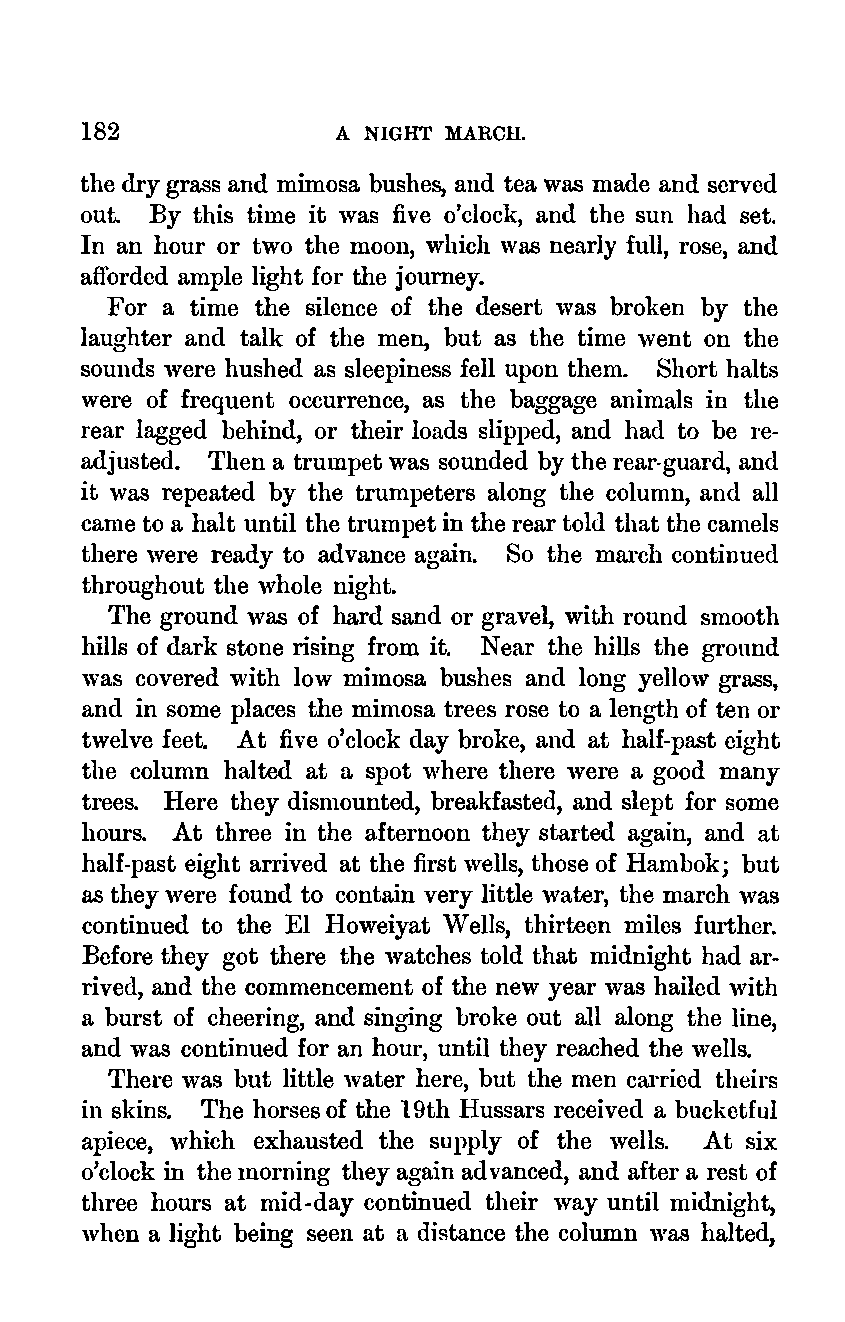 182 A NIGHT MARCH.
the dry grass and mimosa bushes, and tea was made and served
out. By this time it was five o'clock, and the sun had set.
In an hour or two the moon, which was nearly full, rose, and
afforded ample light for the journey.
For a time the silence of the desert was broken by the
laughter and talk of the men, but as the time went on the
sounds were hushed as sleepiness fell upon them. Short halts
were of frequent occurrence, as the baggage animals in the
rear lagged behind, or their loads slipped, and had to be re-
adjusted. Then a trumpet was sounded by the rear-guard, and
it was repeated by the trumpeters along the column, and all
came to a halt until the trumpet in the rear told that the camels
there were ready to advance again. So the march continued
throughout the whole night.
The ground was of hard sand or gravel, with round smooth
hills of dark stone rising from it. Near the hills the ground
was covered with low mimosa bushes and long yellow grass,
and in some places the mimosa trees rose to a length of ten or
twelve feet. At five o'clock day broke, and at half-past eight
the column halted at a spot where there were a good many
trees. Here they dismounted, breakfasted, and slept for some
hours. At three in the afternoon they started again, and at
half-past eight arrived at the first wells, those of Hambok; but
as they were found to contain very little water, the march was
continued to the El Howeiyat Wells, thirteen miles further.
Before they got there the watches told that midnight had ar-
rived, and the commencement of the new year was hailed with
a burst of cheering, and singing broke out all along the line,
and was continued for an hour, until they reached the wells.
There was but little water here, but the men carried theirs
in skins. The horses of the 19th Hussars received a bucketful
apiece, which exhausted the supply of the wells. At six
o'clock in the morning they again advanced, and after a rest of
three hours at mid-day continued their way until midnight,
when a light being seen at a distance the column was halted,